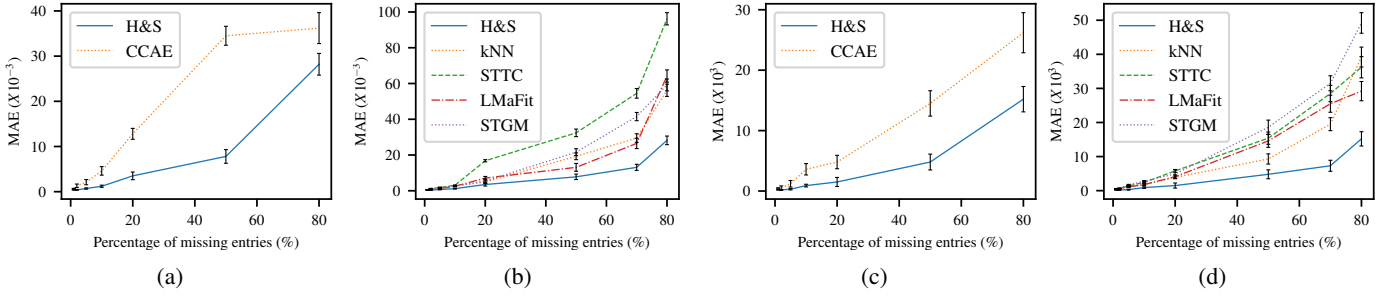 40
30
20
10
0
MAE (X10⁻³)
H&S
CCAE
0 20 40 60 80
Percentage of missing entries (%)
(a)
100
80
60
40
20
0
MAE (X10⁻³)
H&S
kNN
STTC
LMaFit
STGM
0 20 40 60 80
Percentage of missing entries (%)
(b)
30
20
10
0
MAE (X10³)
H&S
CCAE
0 20 40 60 80
Percentage of missing entries (%)
(c)
50
40
30
20
10
0
MAE (X10³)
H&S
kNN
STTC
LMaFit
STGM
0 20 40 60 80
Percentage of missing entries (%)
(d)